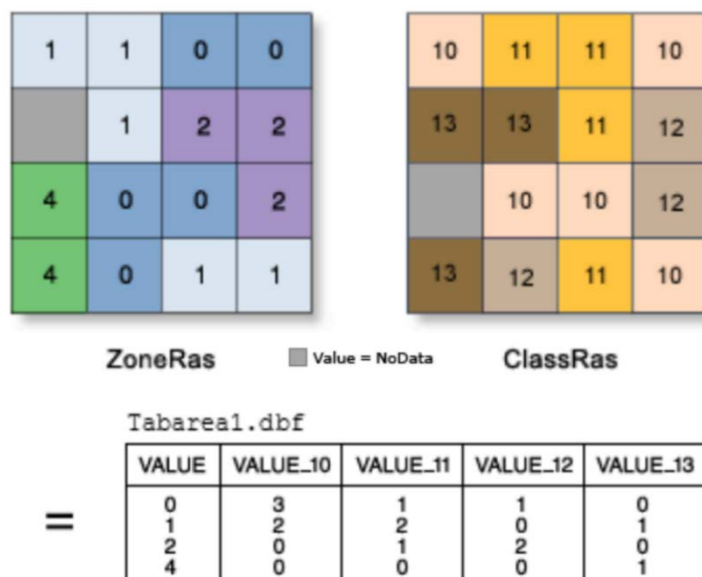 1 1 0 0 10 11 11 10
1 2 2 13 13 11 12
4 0 0 2 10 10 12
4 0 1 1 13 12 11 10
ZoneRas Value = NoData ClassRas
Tabarea1.dbf
VALUE VALUE_10 VALUE_11 VALUE_12 VALUE_13
0 3 1 1 0
= 1 2 2 0 1
2 0 1 2 0
4 0 0 0 1